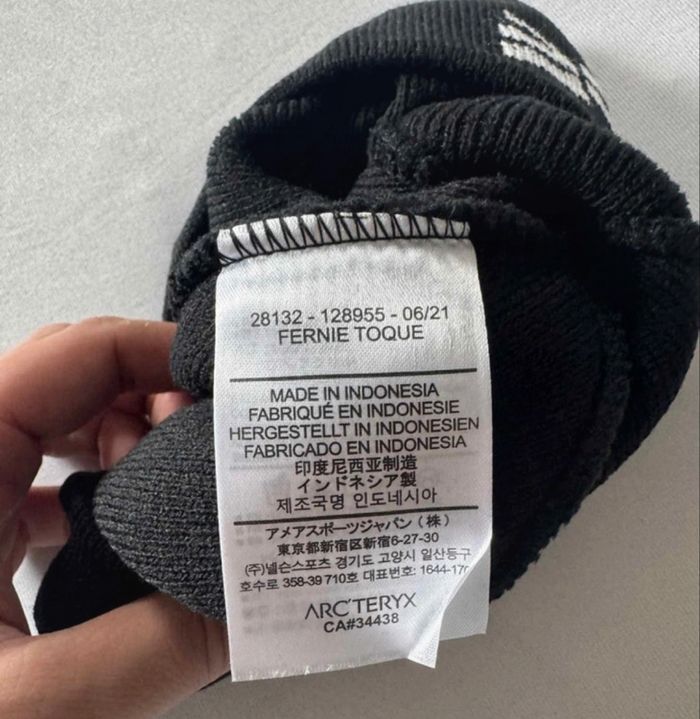 28132 - 128955 - 06/21
FERNIE TOQUE
MADE IN INDONESIA
FABRIQUÉ EN INDONESIE
HERGESTELLT IN INDONESIEN
FABRICADO EN INDONESIA
印度尼西亚制造
インドネシア製
제조국명 인도네시아
アメアスポーツジャパン(株)
東京都新宿区新宿6-27-30
(주)넬슨스포츠 경기도 고양시 일산동구
호수로 358-39 710호 대표번호:
ARC'TERYX
CA#34438